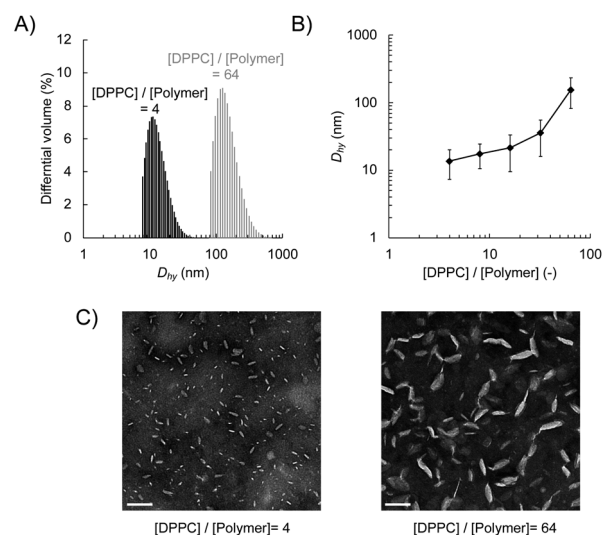 A)
Differntial volume (%)
12
10
8
6
4
2
0
[DPPC] / [Polymer]
= 64
[DPPC] / [Polymer]
= 4
1
10
100
1000
Dhy (nm)
B)
Dhy (nm)
1000
100
10
1
1
10
100
[DPPC] / [Polymer] (-)
C)
[DPPC] / [Polymer]= 4
[DPPC] / [Polymer]= 64